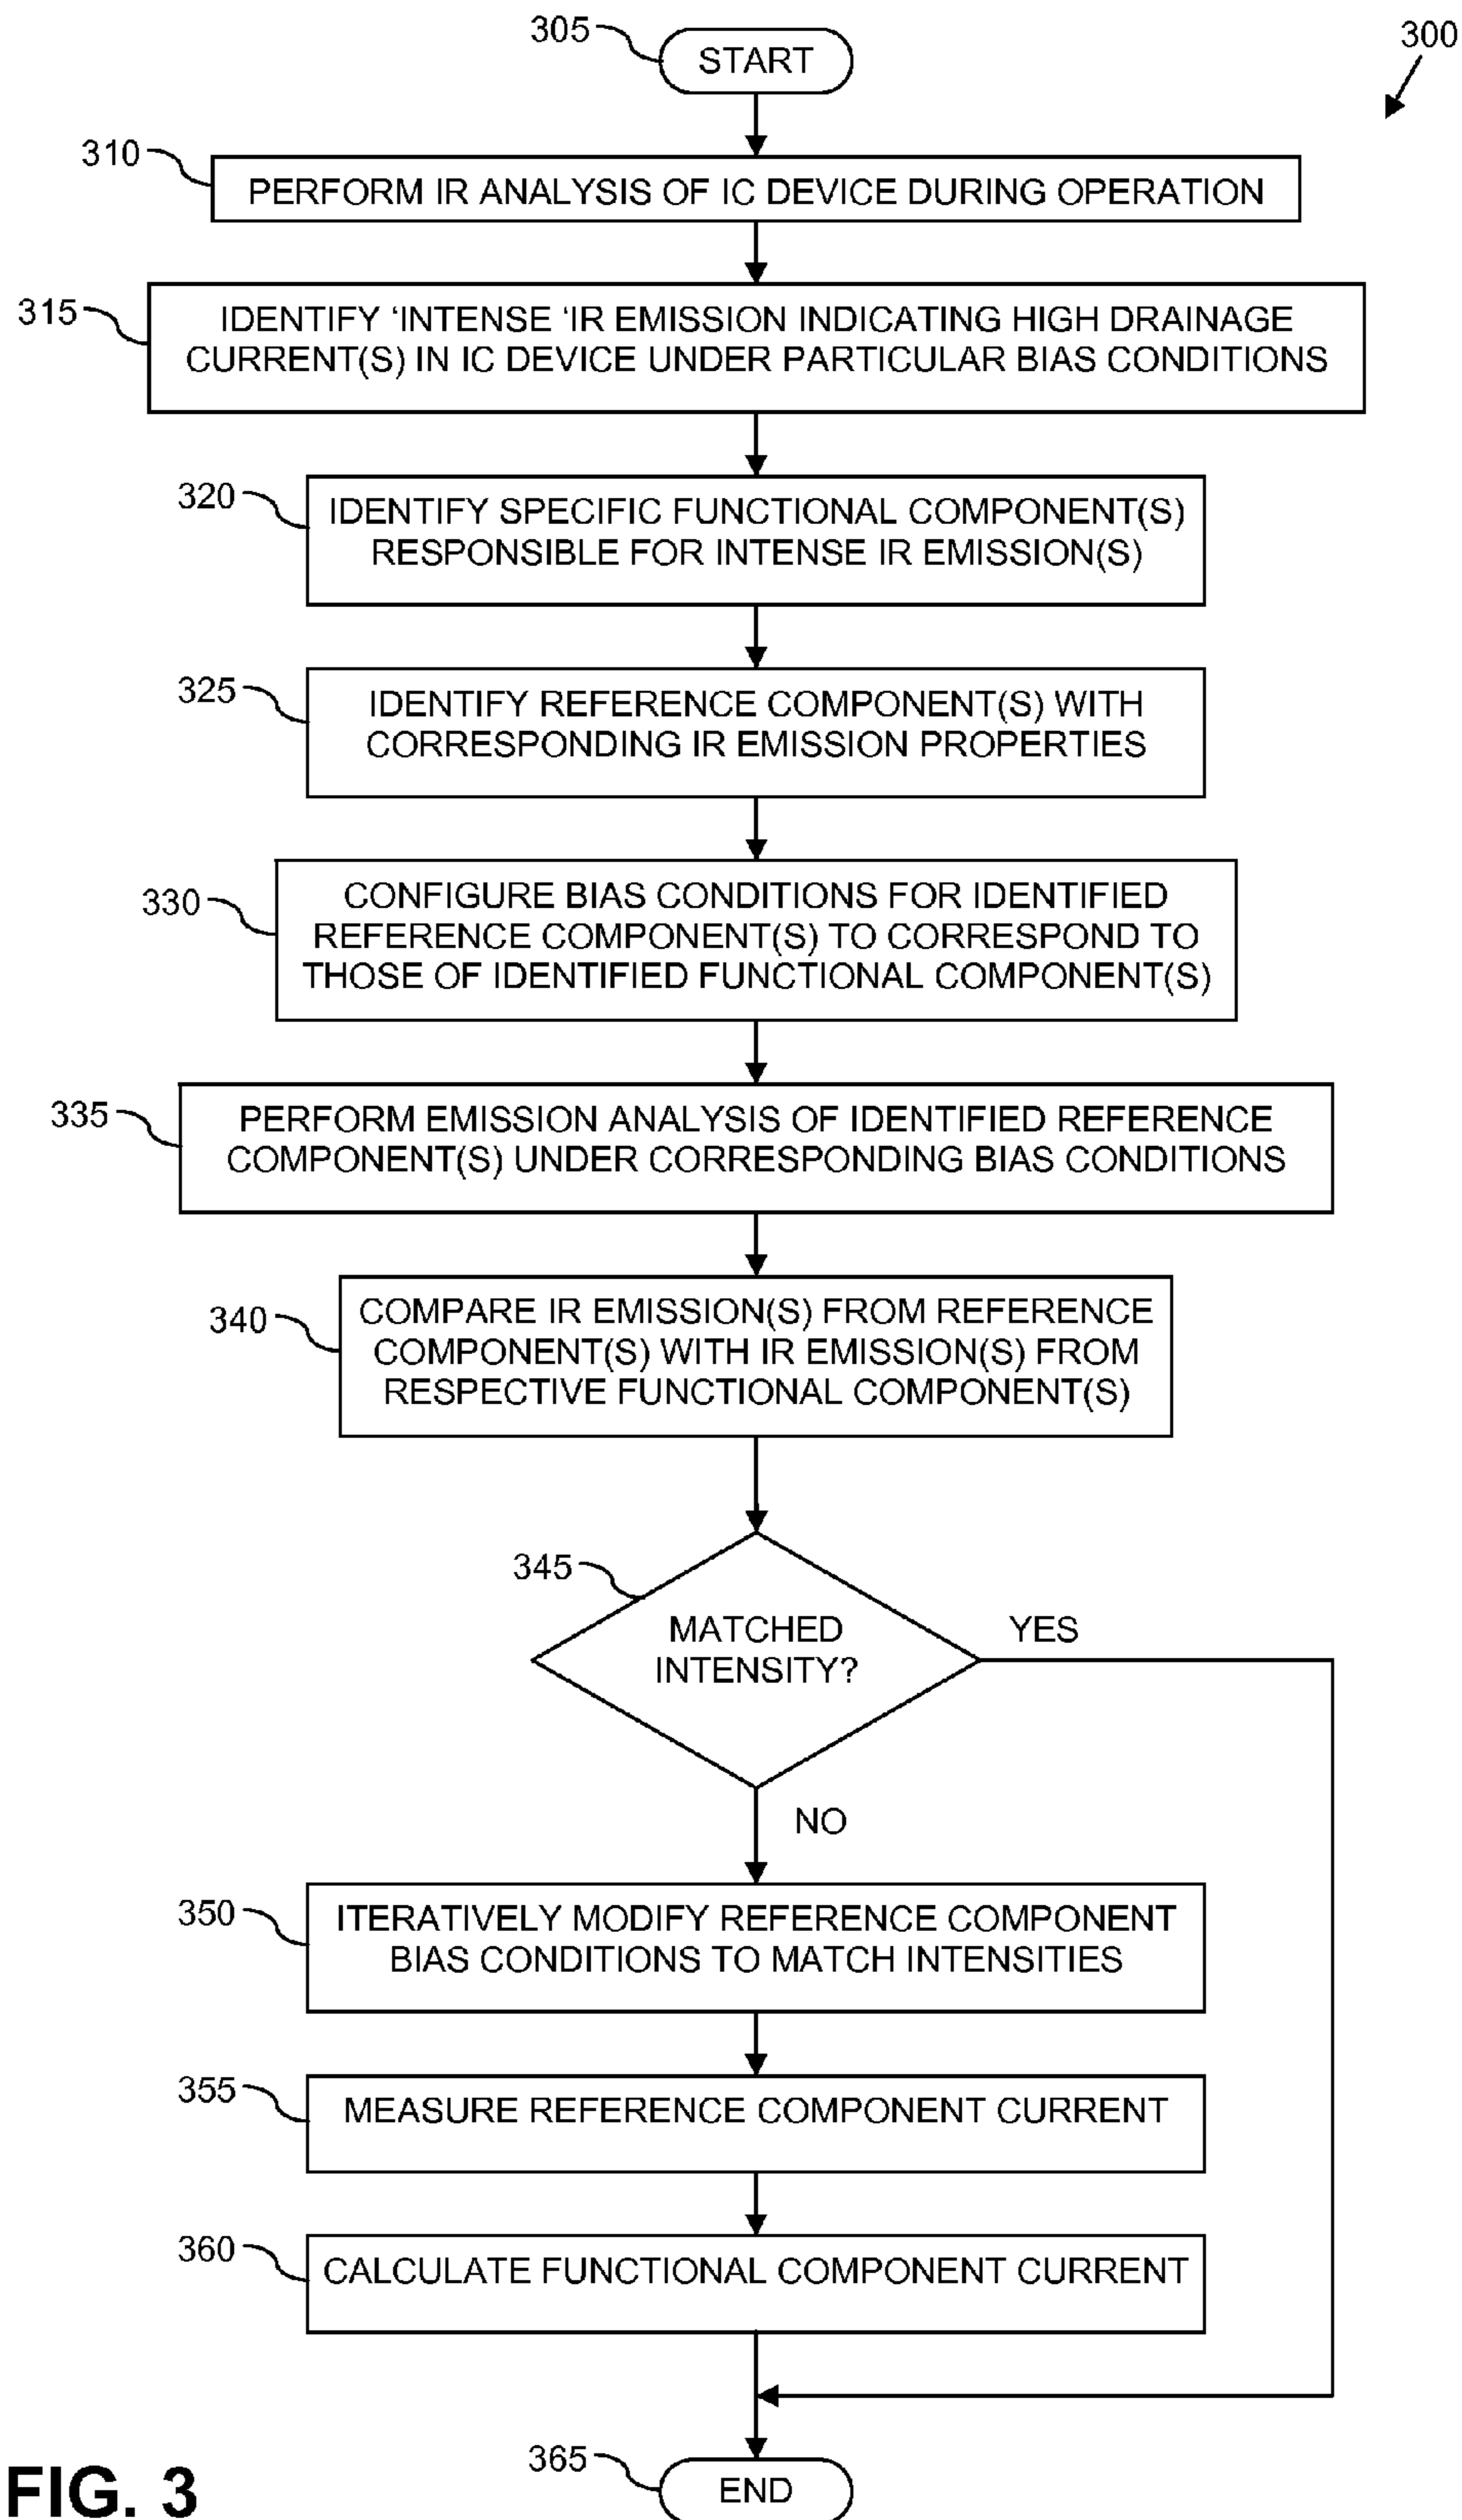 305
START
300
310
PERFORM IR ANALYSIS OF IC DEVICE DURING OPERATION
315
IDENTIFY ‘INTENSE ‘IR EMISSION INDICATING HIGH DRAINAGE
CURRENT(S) IN IC DEVICE UNDER PARTICULAR BIAS CONDITIONS
320
IDENTIFY SPECIFIC FUNCTIONAL COMPONENT(S)
RESPONSIBLE FOR INTENSE IR EMISSION(S)
325
IDENTIFY REFERENCE COMPONENT(S) WITH
CORRESPONDING IR EMISSION PROPERTIES
330
CONFIGURE BIAS CONDITIONS FOR IDENTIFIED
REFERENCE COMPONENT(S) TO CORRESPOND TO
THOSE OF IDENTIFIED FUNCTIONAL COMPONENT(S)
335
PERFORM EMISSION ANALYSIS OF IDENTIFIED REFERENCE
COMPONENT(S) UNDER CORRESPONDING BIAS CONDITIONS
340
COMPARE IR EMISSION(S) FROM REFERENCE
COMPONENT(S) WITH IR EMISSION(S) FROM
RESPECTIVE FUNCTIONAL COMPONENT(S)
345
MATCHED
INTENSITY?
YES
NO
350
ITERATIVELY MODIFY REFERENCE COMPONENT
BIAS CONDITIONS TO MATCH INTENSITIES
355
MEASURE REFERENCE COMPONENT CURRENT
360
CALCULATE FUNCTIONAL COMPONENT CURRENT
365
END
FIG. 3